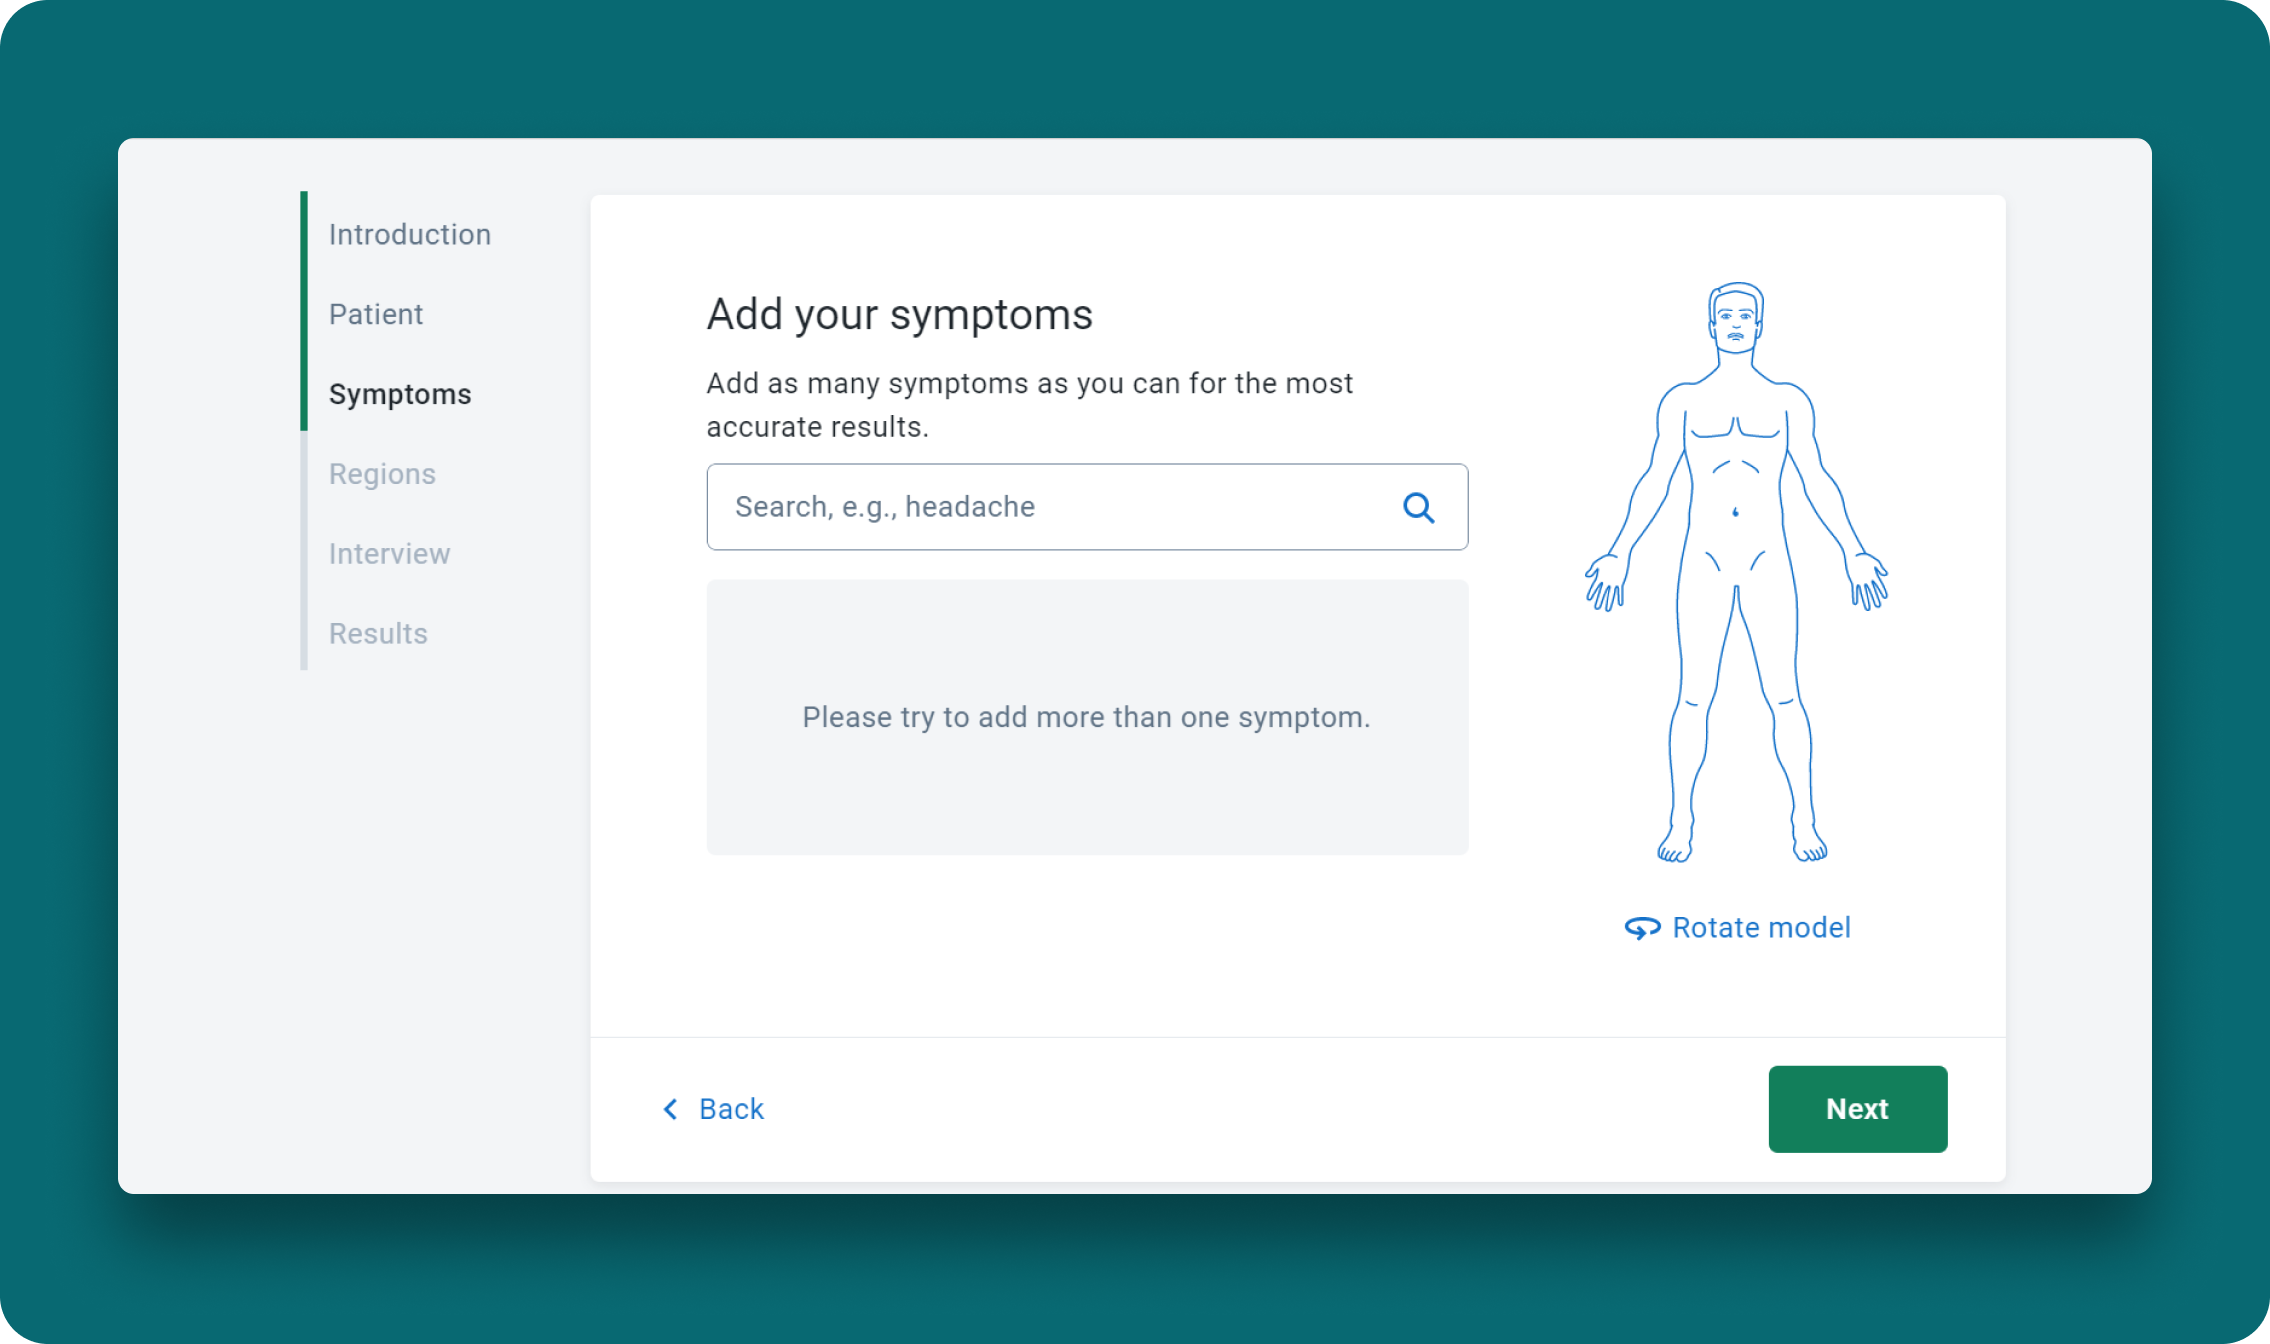 Introduction
Patient
Symptoms
Regions
Interview
Results
Add your symptoms
Add as many symptoms as you can for the most
accurate results.
Search, e.g., headache
Please try to add more than one symptom.
Rotate model
Back
Next